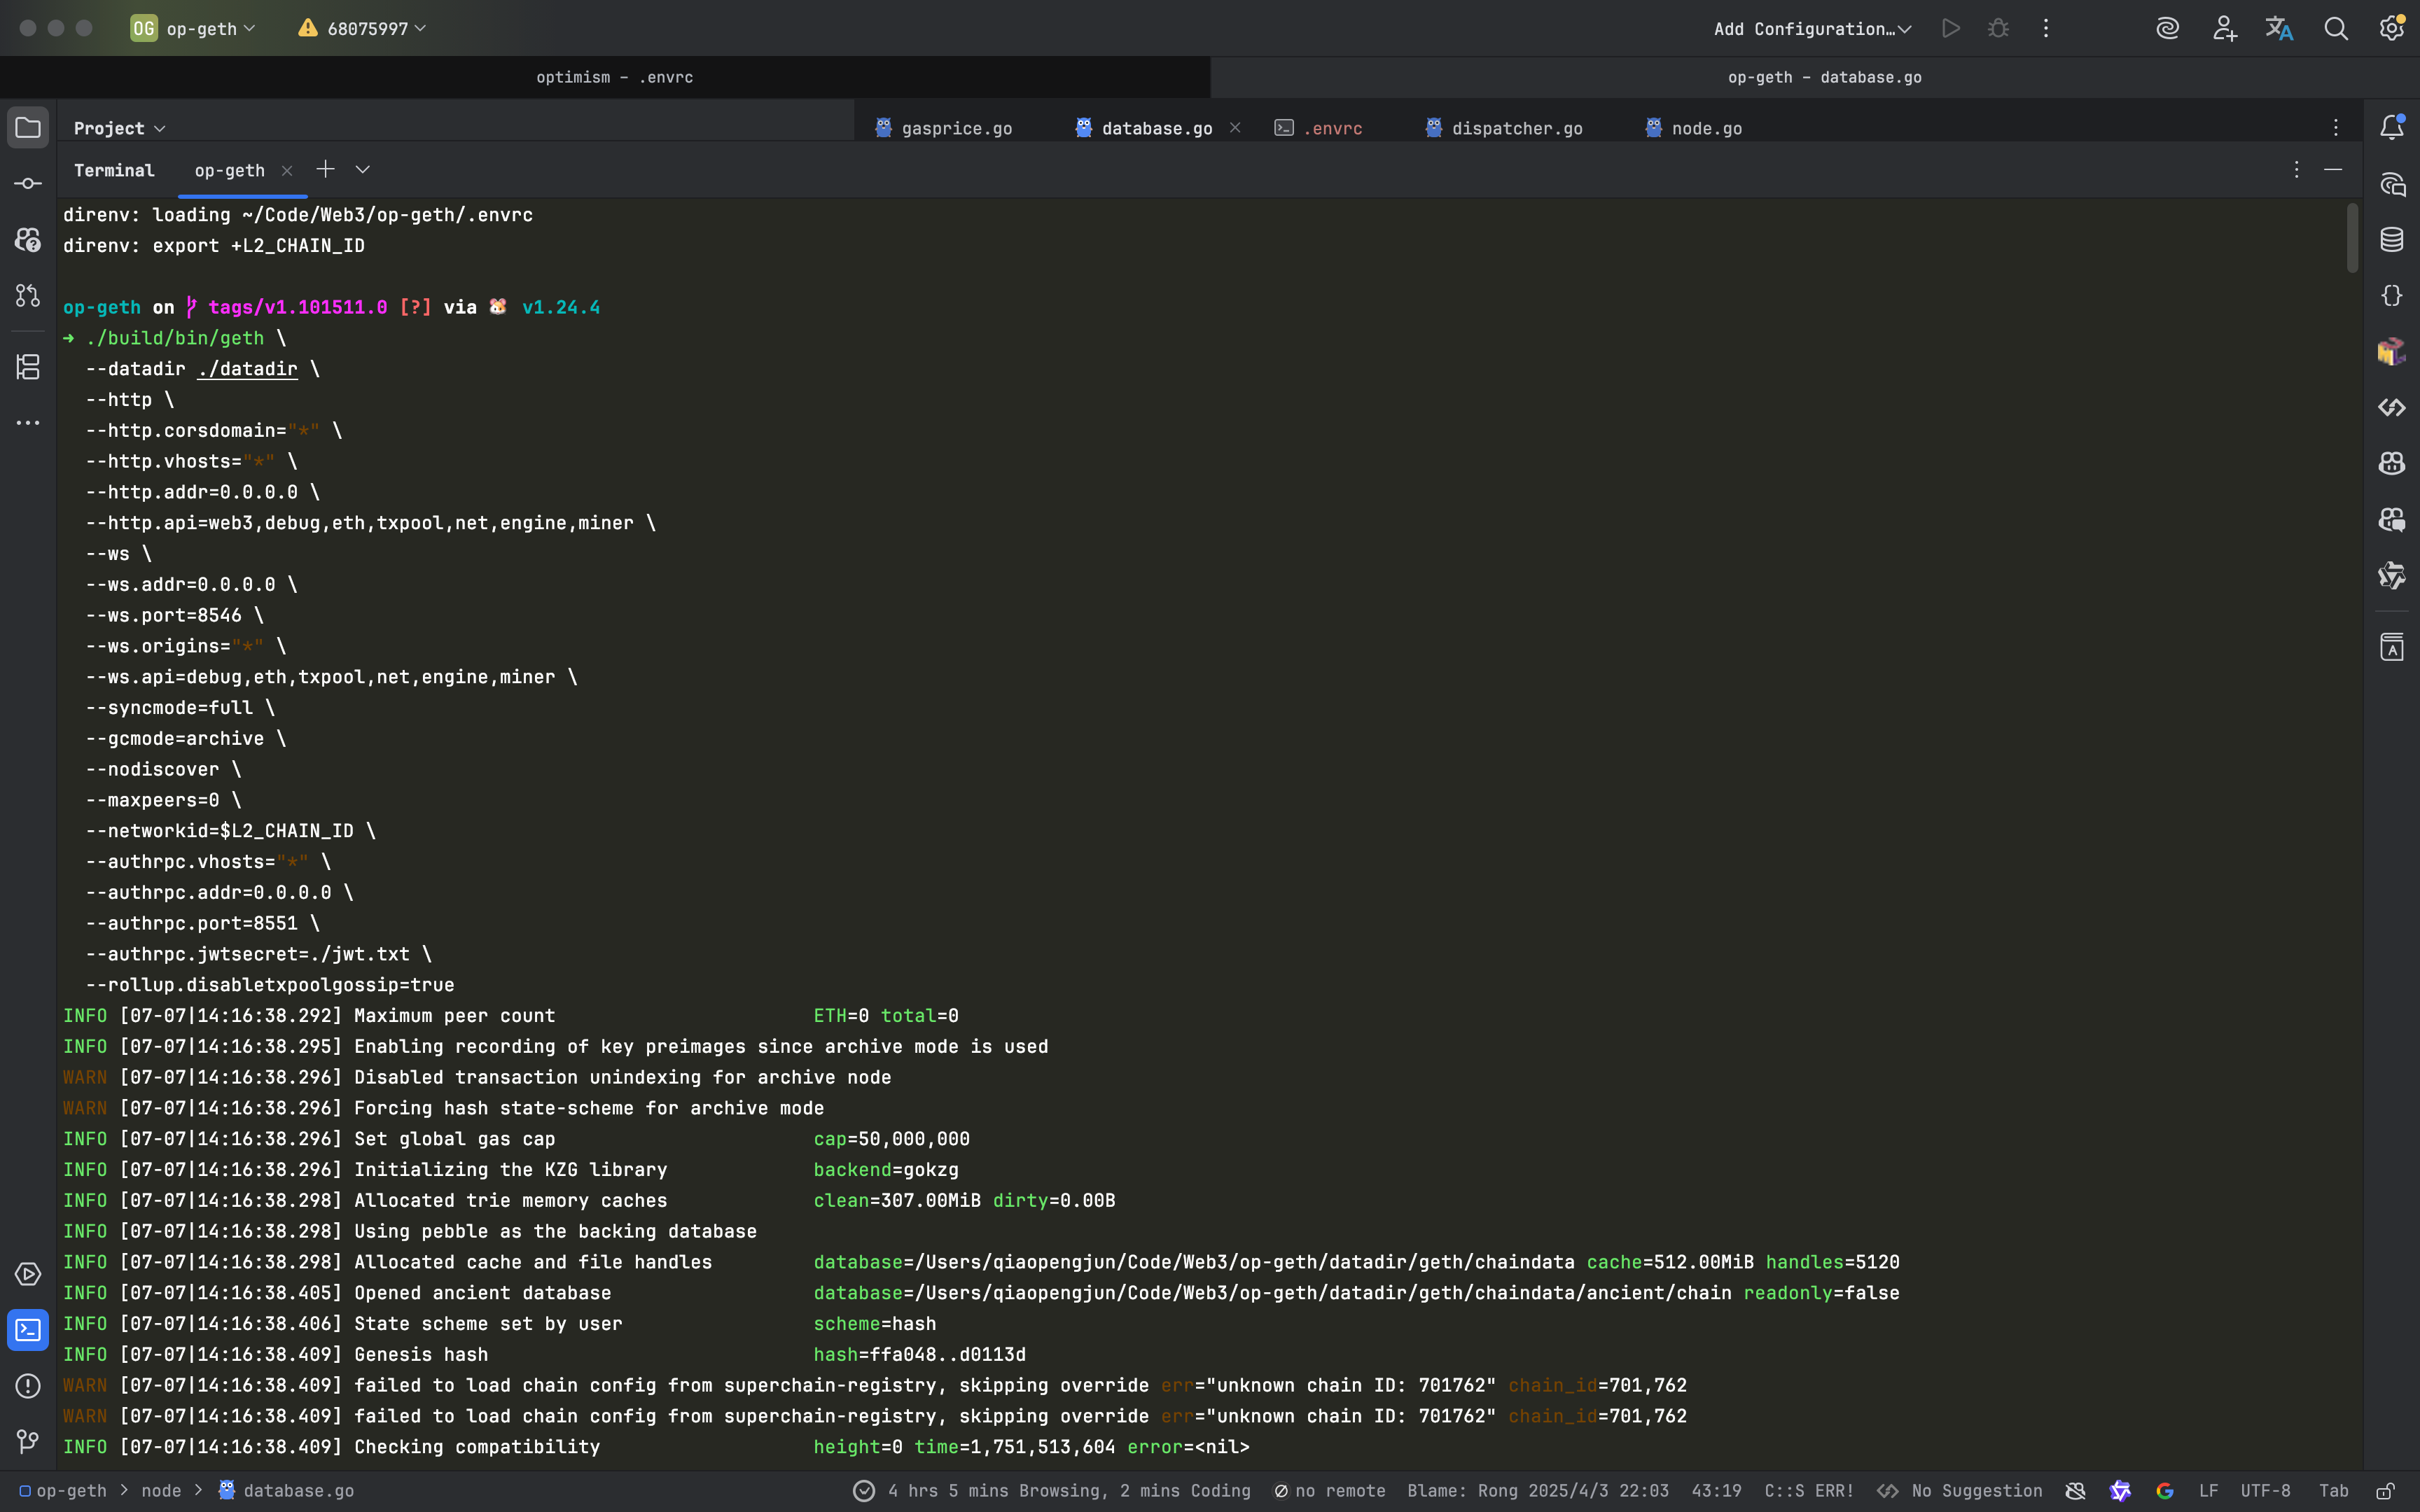 OG op-geth 68075997 Add Configuration…
optimism – .envrc op-geth – database.go
Project gasprice.go database.go .envrc dispatcher.go node.go
Terminal op-geth
direnv: loading ~/Code/Web3/op-geth/.envrc
direnv: export +L2_CHAIN_ID
op-geth on tags/v1.101511.0 [?] via 🐹 v1.24.4
➜ ./build/bin/geth \
--datadir ./datadir \
--http \
--http.corsdomain="*" \
--http.vhosts="*" \
--http.addr=0.0.0.0 \
--http.api=web3,debug,eth,txpool,net,engine,miner \
--ws \
--ws.addr=0.0.0.0 \
--ws.port=8546 \
--ws.origins="*" \
--ws.api=debug,eth,txpool,net,engine,miner \
--syncmode=full \
--gcmode=archive \
--nodiscover \
--maxpeers=0 \
--networkid=$L2_CHAIN_ID \
--authrpc.vhosts="*" \
--authrpc.addr=0.0.0.0 \
--authrpc.port=8551 \
--authrpc.jwtsecret=./jwt.txt \
--rollup.disabletxpoolgossip=true
INFO [07-07|14:16:38.292] Maximum peer count ETH=0 total=0
INFO [07-07|14:16:38.295] Enabling recording of key preimages since archive mode is used
WARN [07-07|14:16:38.296] Disabled transaction unindexing for archive node
WARN [07-07|14:16:38.296] Forcing hash state-scheme for archive mode
INFO [07-07|14:16:38.296] Set global gas cap cap=50,000,000
INFO [07-07|14:16:38.296] Initializing the KZG library backend=gokzg
INFO [07-07|14:16:38.298] Allocated trie memory caches clean=307.00MiB dirty=0.00B
INFO [07-07|14:16:38.298] Using pebble as the backing database
INFO [07-07|14:16:38.298] Allocated cache and file handles database=/Users/qiaopengjun/Code/Web3/op-geth/datadir/geth/chaindata cache=512.00MiB handles=5120
INFO [07-07|14:16:38.405] Opened ancient database database=/Users/qiaopengjun/Code/Web3/op-geth/datadir/geth/chaindata/ancient/chain readonly=false
INFO [07-07|14:16:38.406] State scheme set by user scheme=hash
INFO [07-07|14:16:38.409] Genesis hash hash=ffa048..d0113d
WARN [07-07|14:16:38.409] failed to load chain config from superchain-registry, skipping override err="unknown chain ID: 701762" chain_id=701,762
WARN [07-07|14:16:38.409] failed to load chain config from superchain-registry, skipping override err="unknown chain ID: 701762" chain_id=701,762
INFO [07-07|14:16:38.409] Checking compatibility height=0 time=1,751,513,604 error=<nil>
op-geth > node > database.go 4 hrs 5 mins Browsing, 2 mins Coding no remote Blame: Rong 2025/4/3 22:03 43:19 C::S ERR! No Suggestion LF UTF-8 Tab